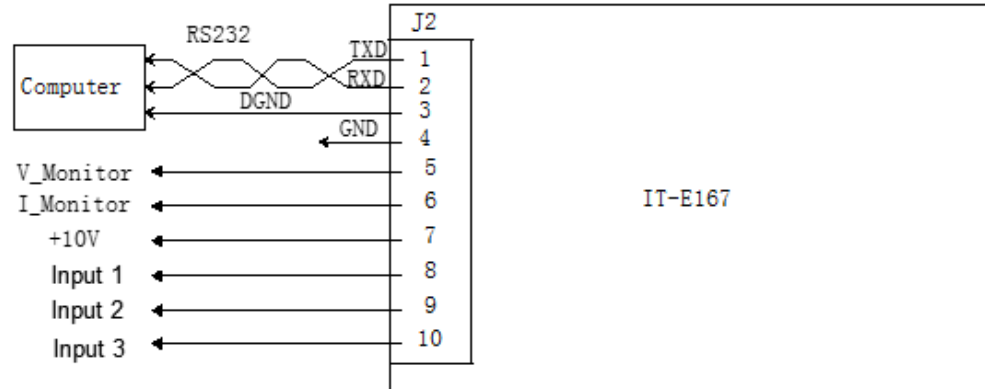 J2
RS232
TXD 1
Computer
RXD 2
DGND 3
GND 4
V_Monitor 5
I_Monitor 6
IT-E167
+10V 7
Input 1 8
Input 2 9
Input 3 10